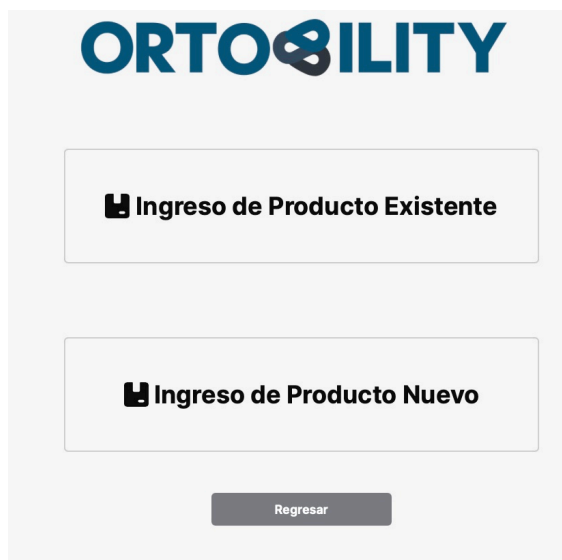 ORTOBILITY
Ingreso de Producto Existente
Ingreso de Producto Nuevo
Regresar